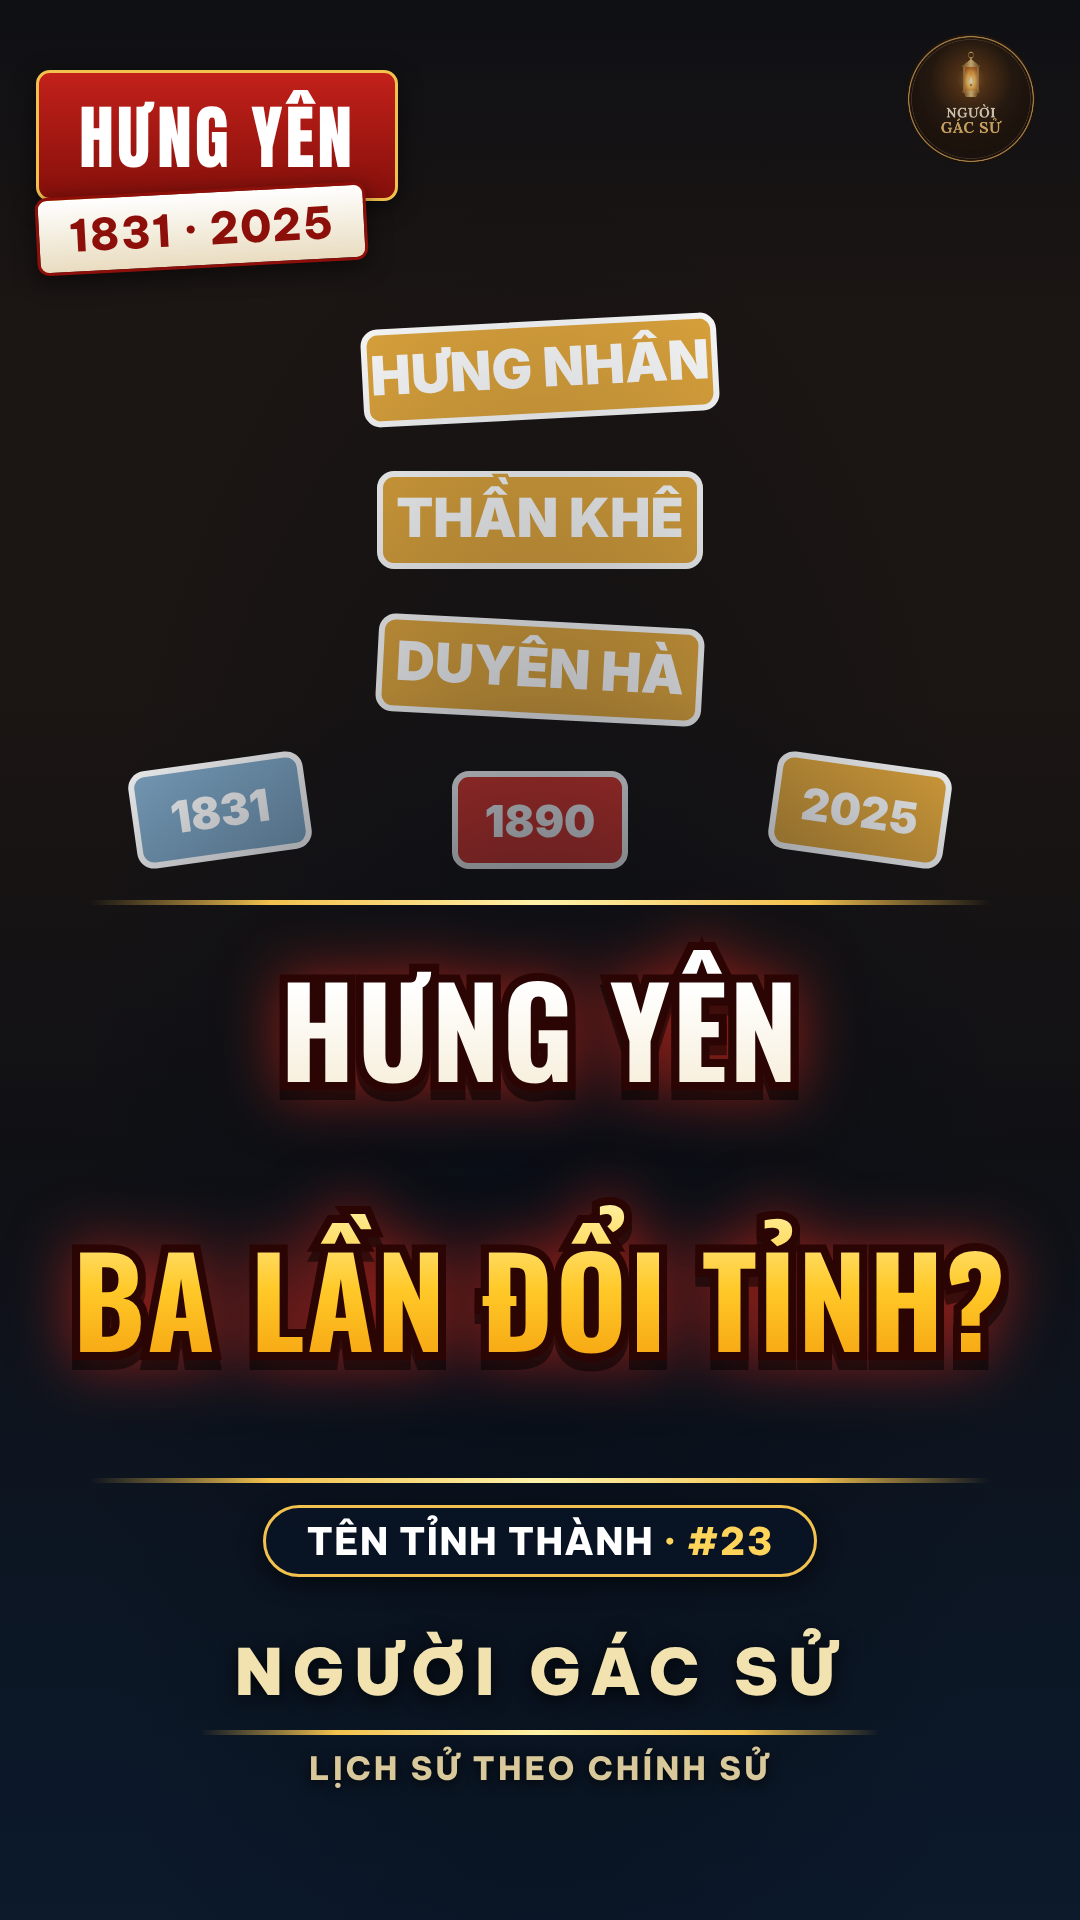 HƯNG YÊN
1831 · 2025
NGƯỜI
GÁC SỬ
HƯNG NHÂN
THẦN KHÊ
DUYÊN HÀ
1831
1890
2025
HƯNG YÊN
BA LẦN ĐỔI TỈNH?
TÊN TỈNH THÀNH · #23
NGƯỜI GÁC SỬ
LỊCH SỬ THEO CHÍNH SỬ